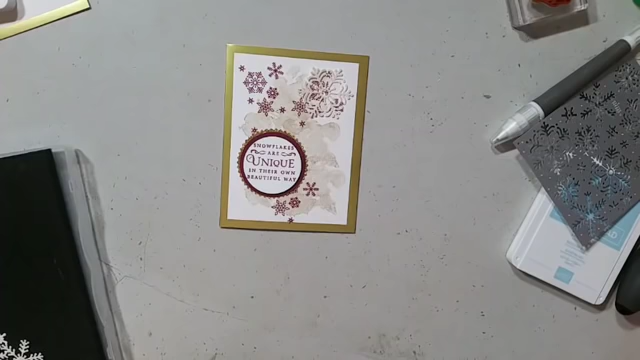 SNOWFLAKES
ARE
UNIQUE
IN THEIR OWN
BEAUTIFUL WAY